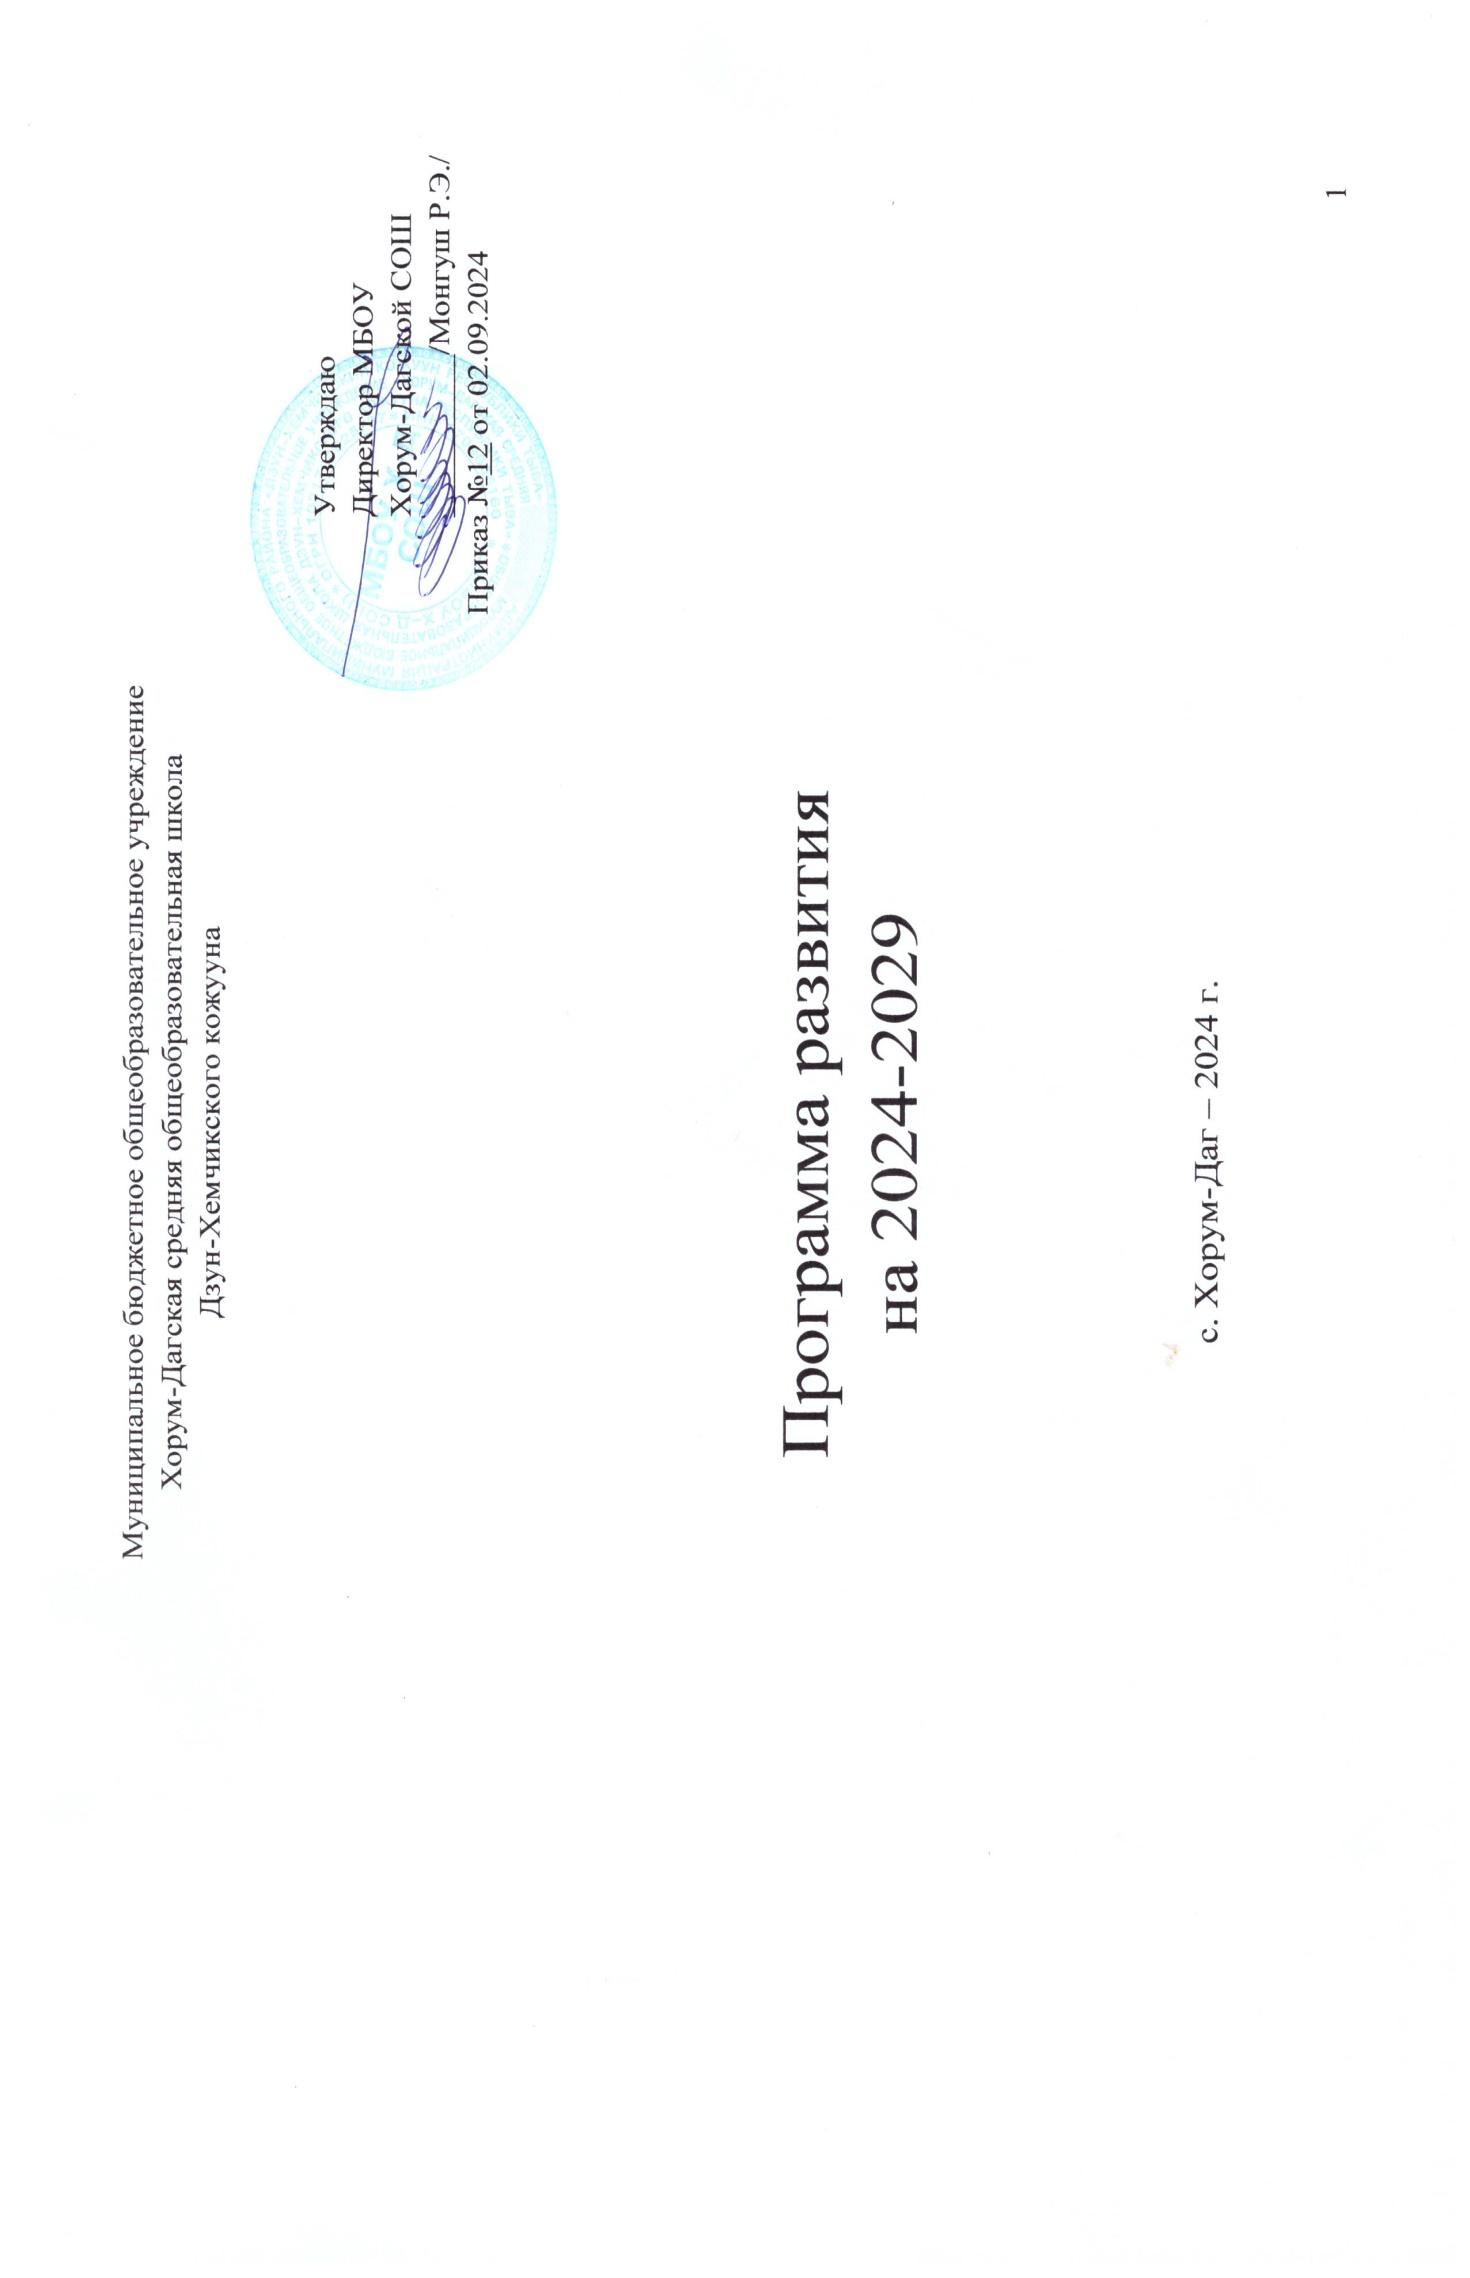 Муниципальное бюджетное общеобразовательное учреждение
Хорум-Дагская средняя общеобразовательная школа
Дзун-Хемчикского кожууна
Утверждаю
Директор МБОУ
Хорум-Дагской СОШ
/Монгуш Р.Э./
Приказ №12 от 02.09.2024
Программа развития
на 2024-2029
с. Хорум-Даг – 2024 г.
1